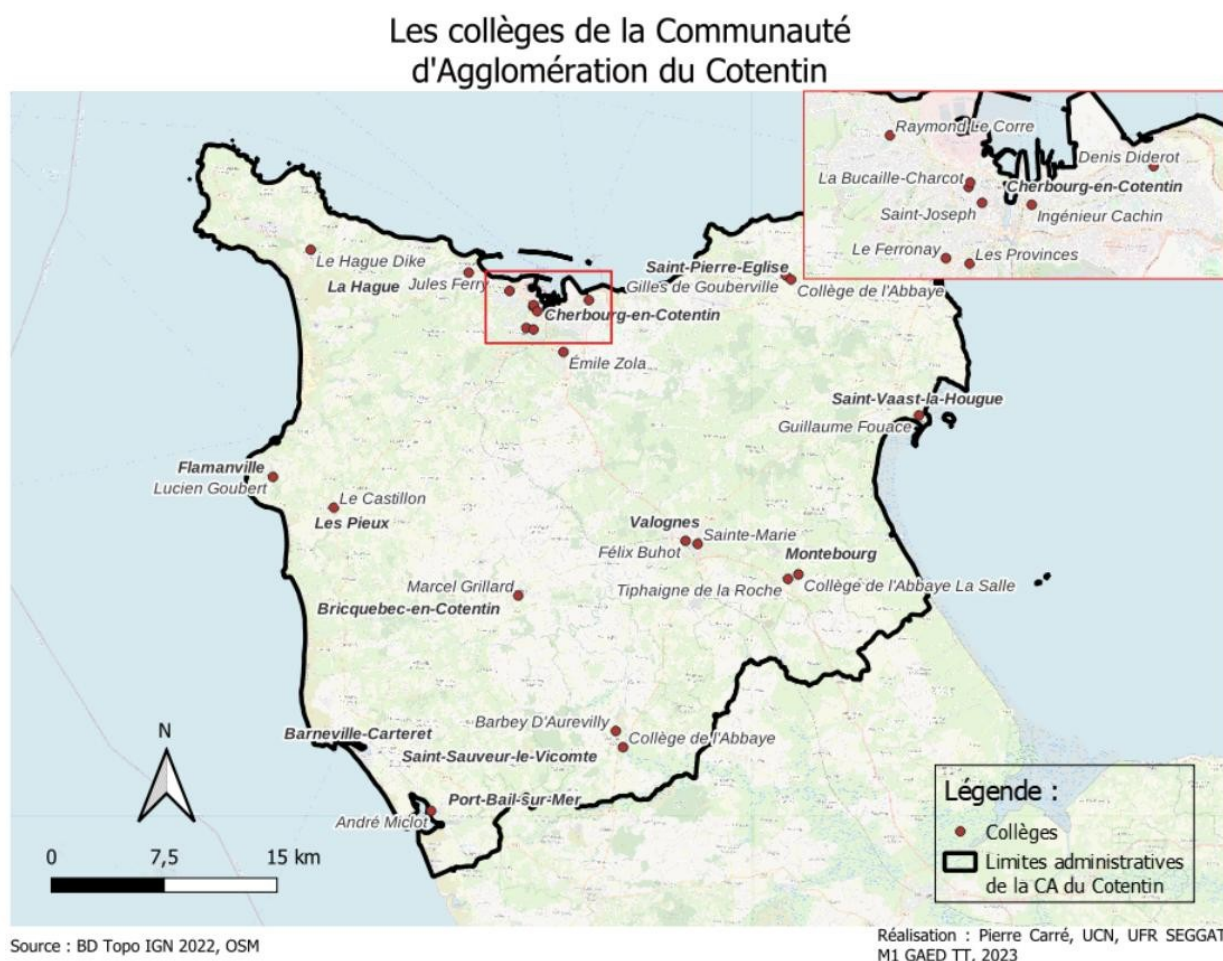 Les collèges de la Communauté
d'Agglomération du Cotentin
Raymond Le Corre
Denis Diderot
La Bucaille-Charcot
Cherbourg-en-Cotentin
Saint-Joseph
Ingénieur Cachin
Le Ferronay
Les Provinces
Le Hague Dike
La Hague
Jules Ferry
Saint-Pierre-Eglise
Gilles de Gouberville
Collège de l'Abbaye
Cherbourg-en-Cotentin
Émile Zola
Saint-Vaast-la-Hougue
Guillaume Fouace
Flamanville
Lucien Goubert
Le Castillon
Les Pieux
Valognes
Sainte-Marie
Félix Buhot
Montebourg
Tiphaigne de la Roche
Collège de l'Abbaye La Salle
Marcel Grillard
Bricquebec-en-Cotentin
Barbey D'Aurevilly
Barneville-Carteret
Collège de l'Abbaye
Saint-Sauveur-le-Vicomte
Port-Bail-sur-Mer
André Miclot
N
0 7,5 15 km
Légende :
Collèges
Limites administratives
de la CA du Cotentin
Source : BD Topo IGN 2022, OSM
Réalisation : Pierre Carré, UCN, UFR SEGGAT
M1 GAED TT, 2023